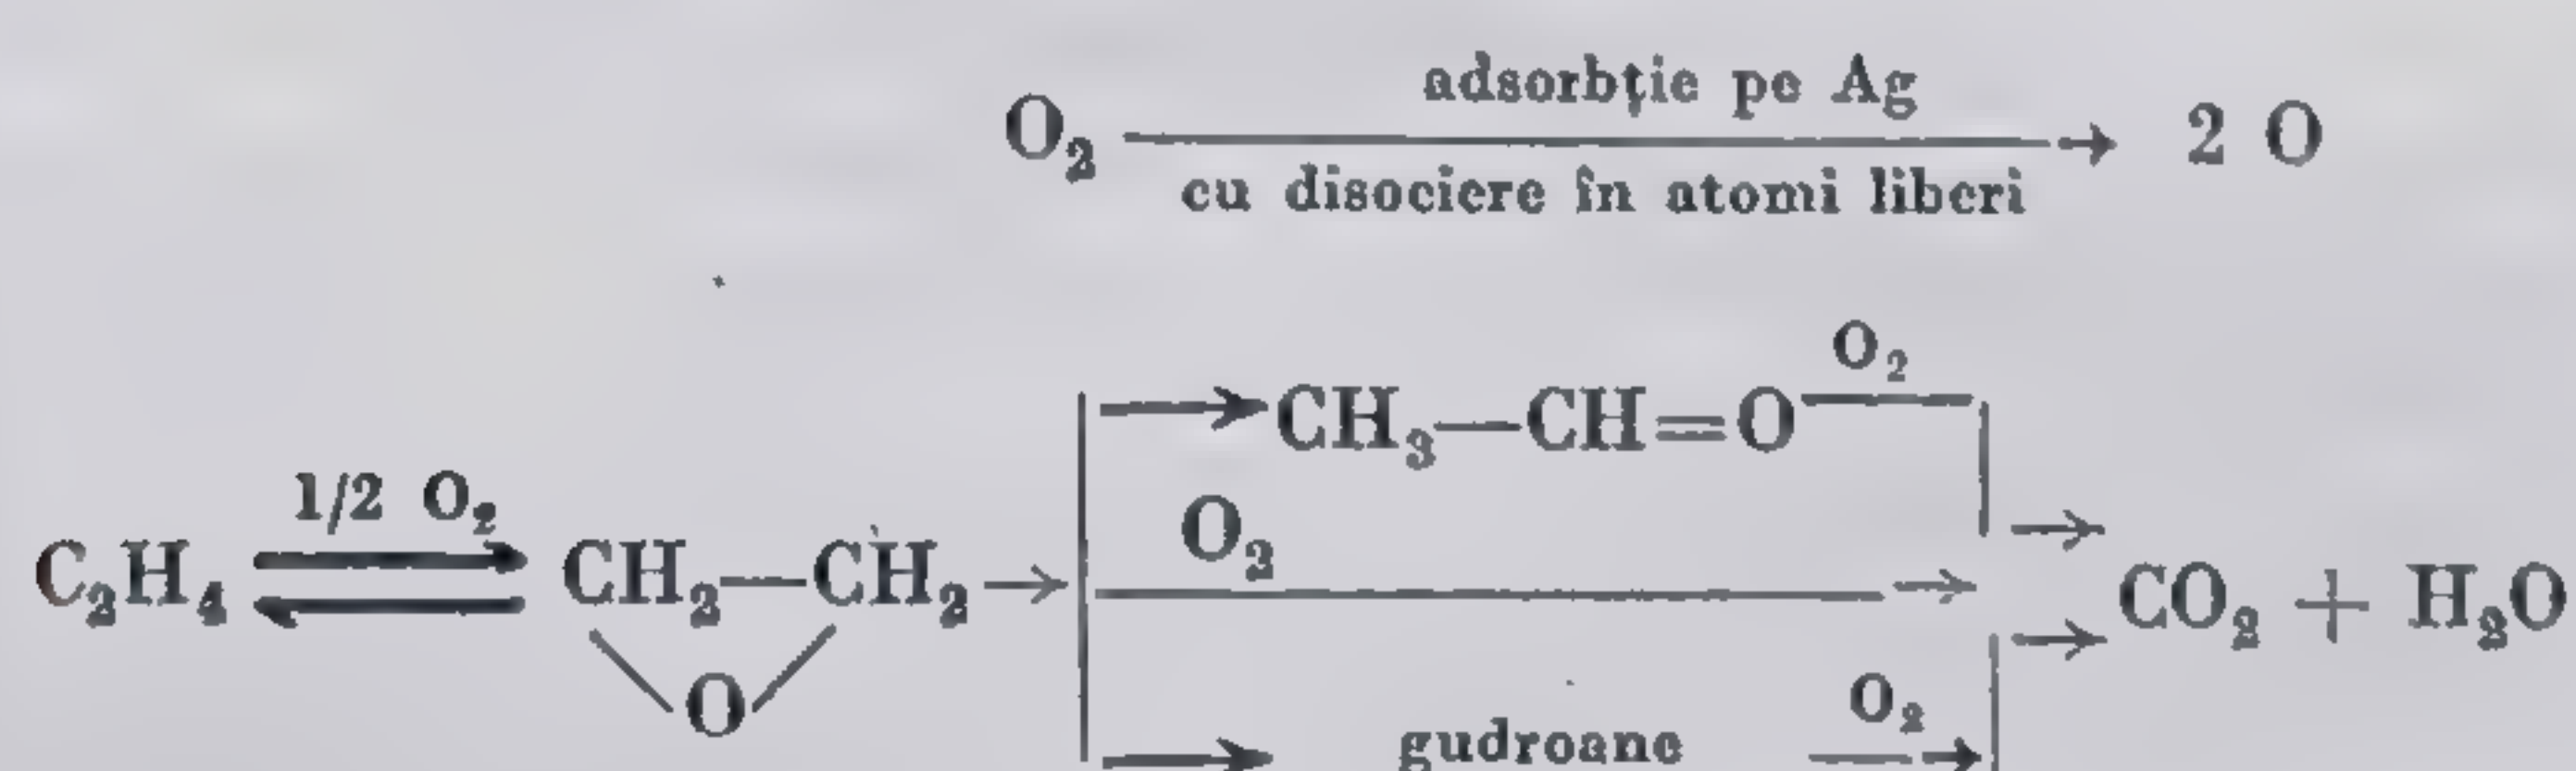 adsorbție pe Ag
O₂ → 2 O
cu disociere în atomi liberi
O₂
CH₃—CH=O
1/2 O₂ O₂
C₂H₄ ⇌ CH₂—CH₂ → → CO₂ + H₂O
O O₂
gudroane